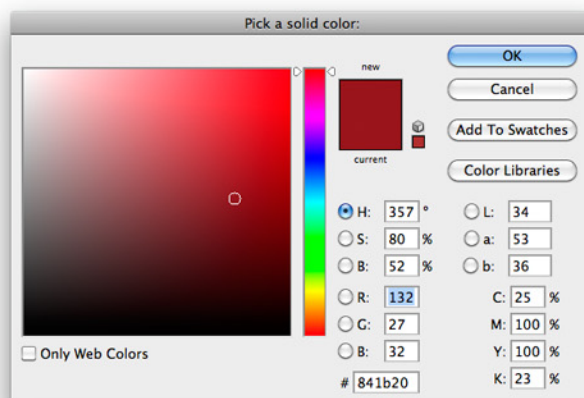 Pick a solid color:
new
current
OK
Cancel
Add To Swatches
Color Libraries
H: 357 °
S: 80 %
B: 52 %
R: 132
G: 27
B: 32
# 841b20
L: 34
a: 53
b: 36
C: 25 %
M: 100 %
Y: 100 %
K: 23 %
Only Web Colors